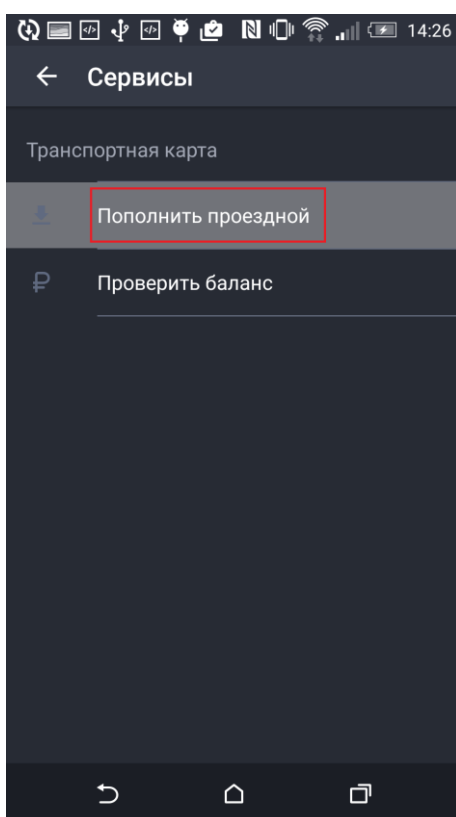 14:26
Сервисы
Транспортная карта
Пополнить проездной
Проверить баланс